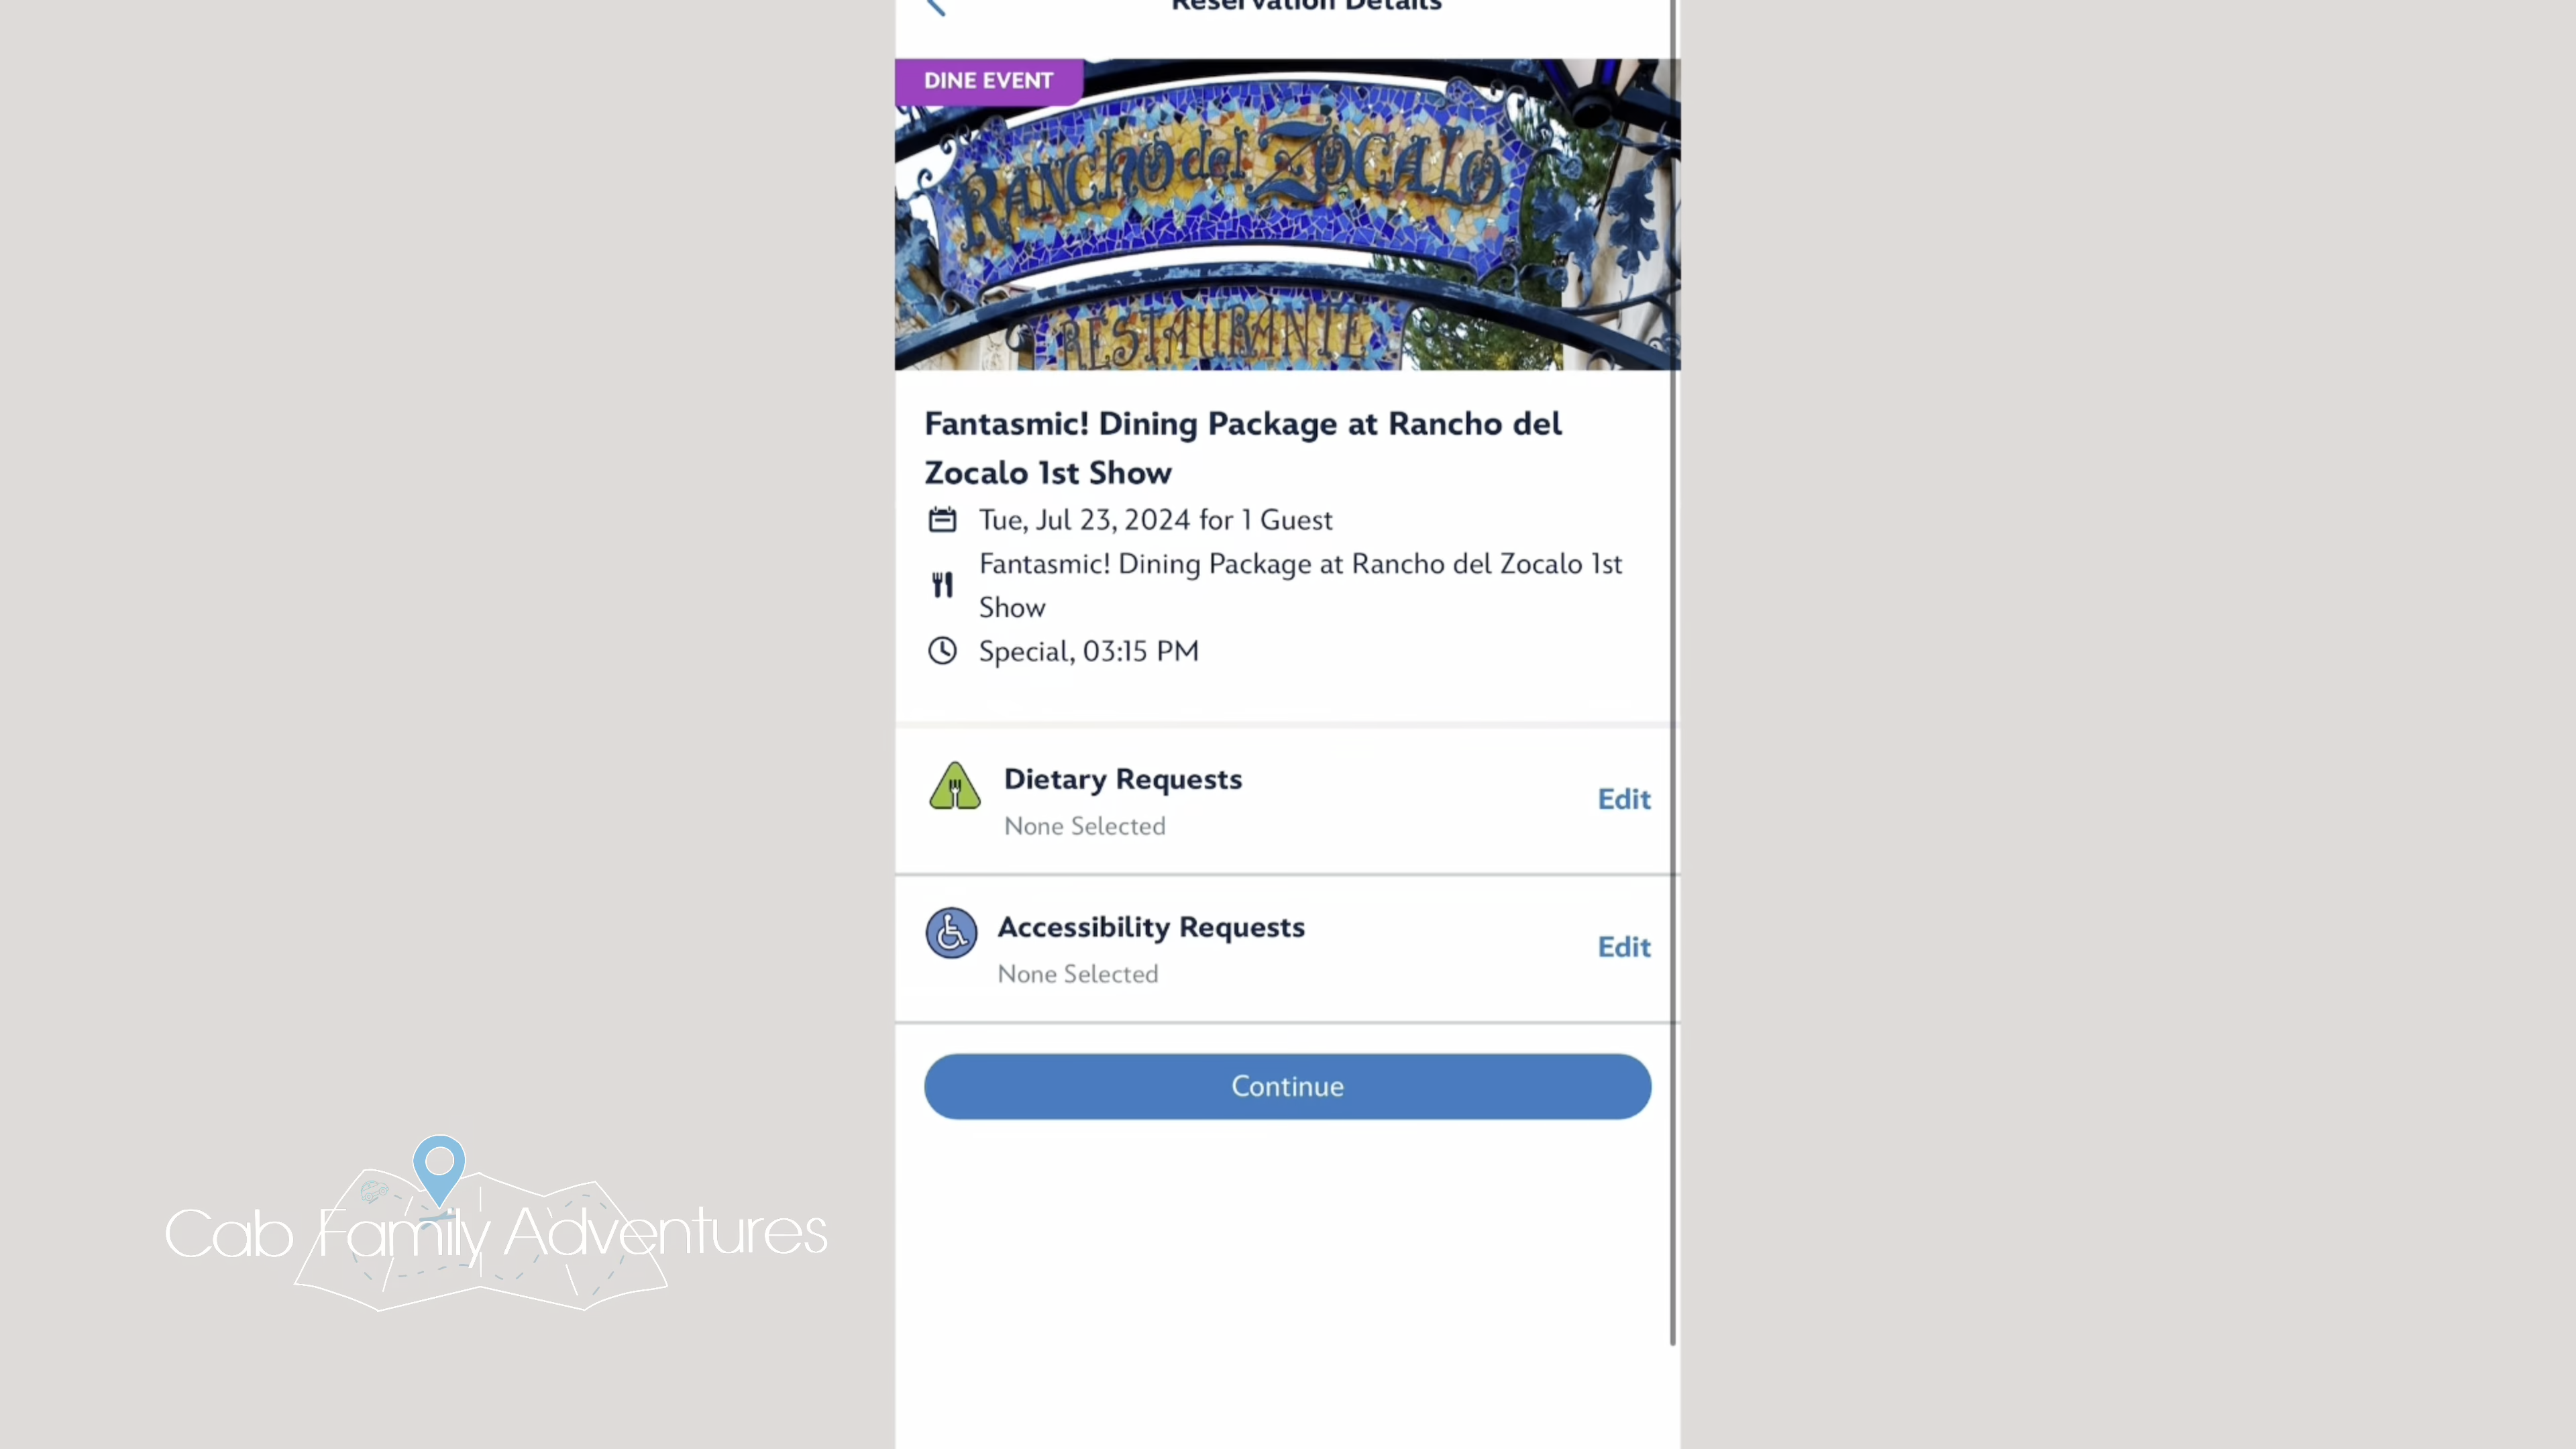 Reservation Details
DINE EVENT
RANCHO del ZOCALO
RESTAURANTE
Fantasmic! Dining Package at Rancho del
Zocalo 1st Show
Tue, Jul 23, 2024 for 1 Guest
Fantasmic! Dining Package at Rancho del Zocalo 1st
Show
Special, 03:15 PM
Dietary Requests
None Selected
Edit
Accessibility Requests
None Selected
Edit
Continue
Cab Family Adventures